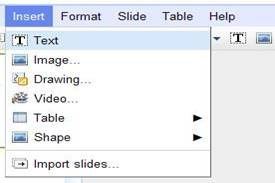 Insert Format Slide Table Help
Text
Image...
Drawing...
Video...
Table
Shape
Import slides...